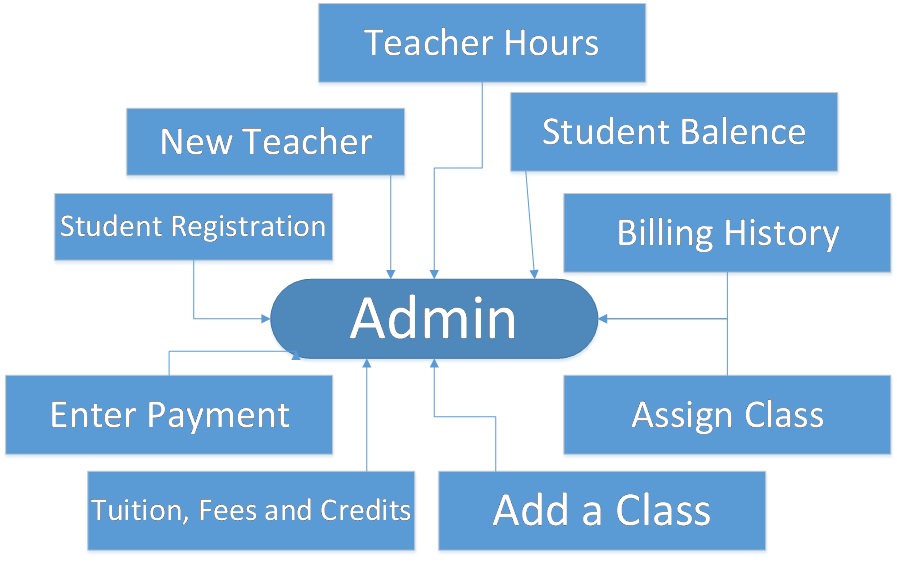 Teacher Hours
New Teacher
Student Balence
Student Registration
Billing History
Admin
Enter Payment
Assign Class
Tuition, Fees and Credits
Add a Class